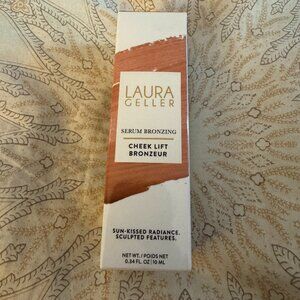 LAURA
GELLER
SERUM BRONZING
CHEEK LIFT
BRONZEUR
SUN-KISSED RADIANCE.
SCULPTED FEATURES.
NET WT./POIDS NET
0.34 FL. OZ | 10 ML